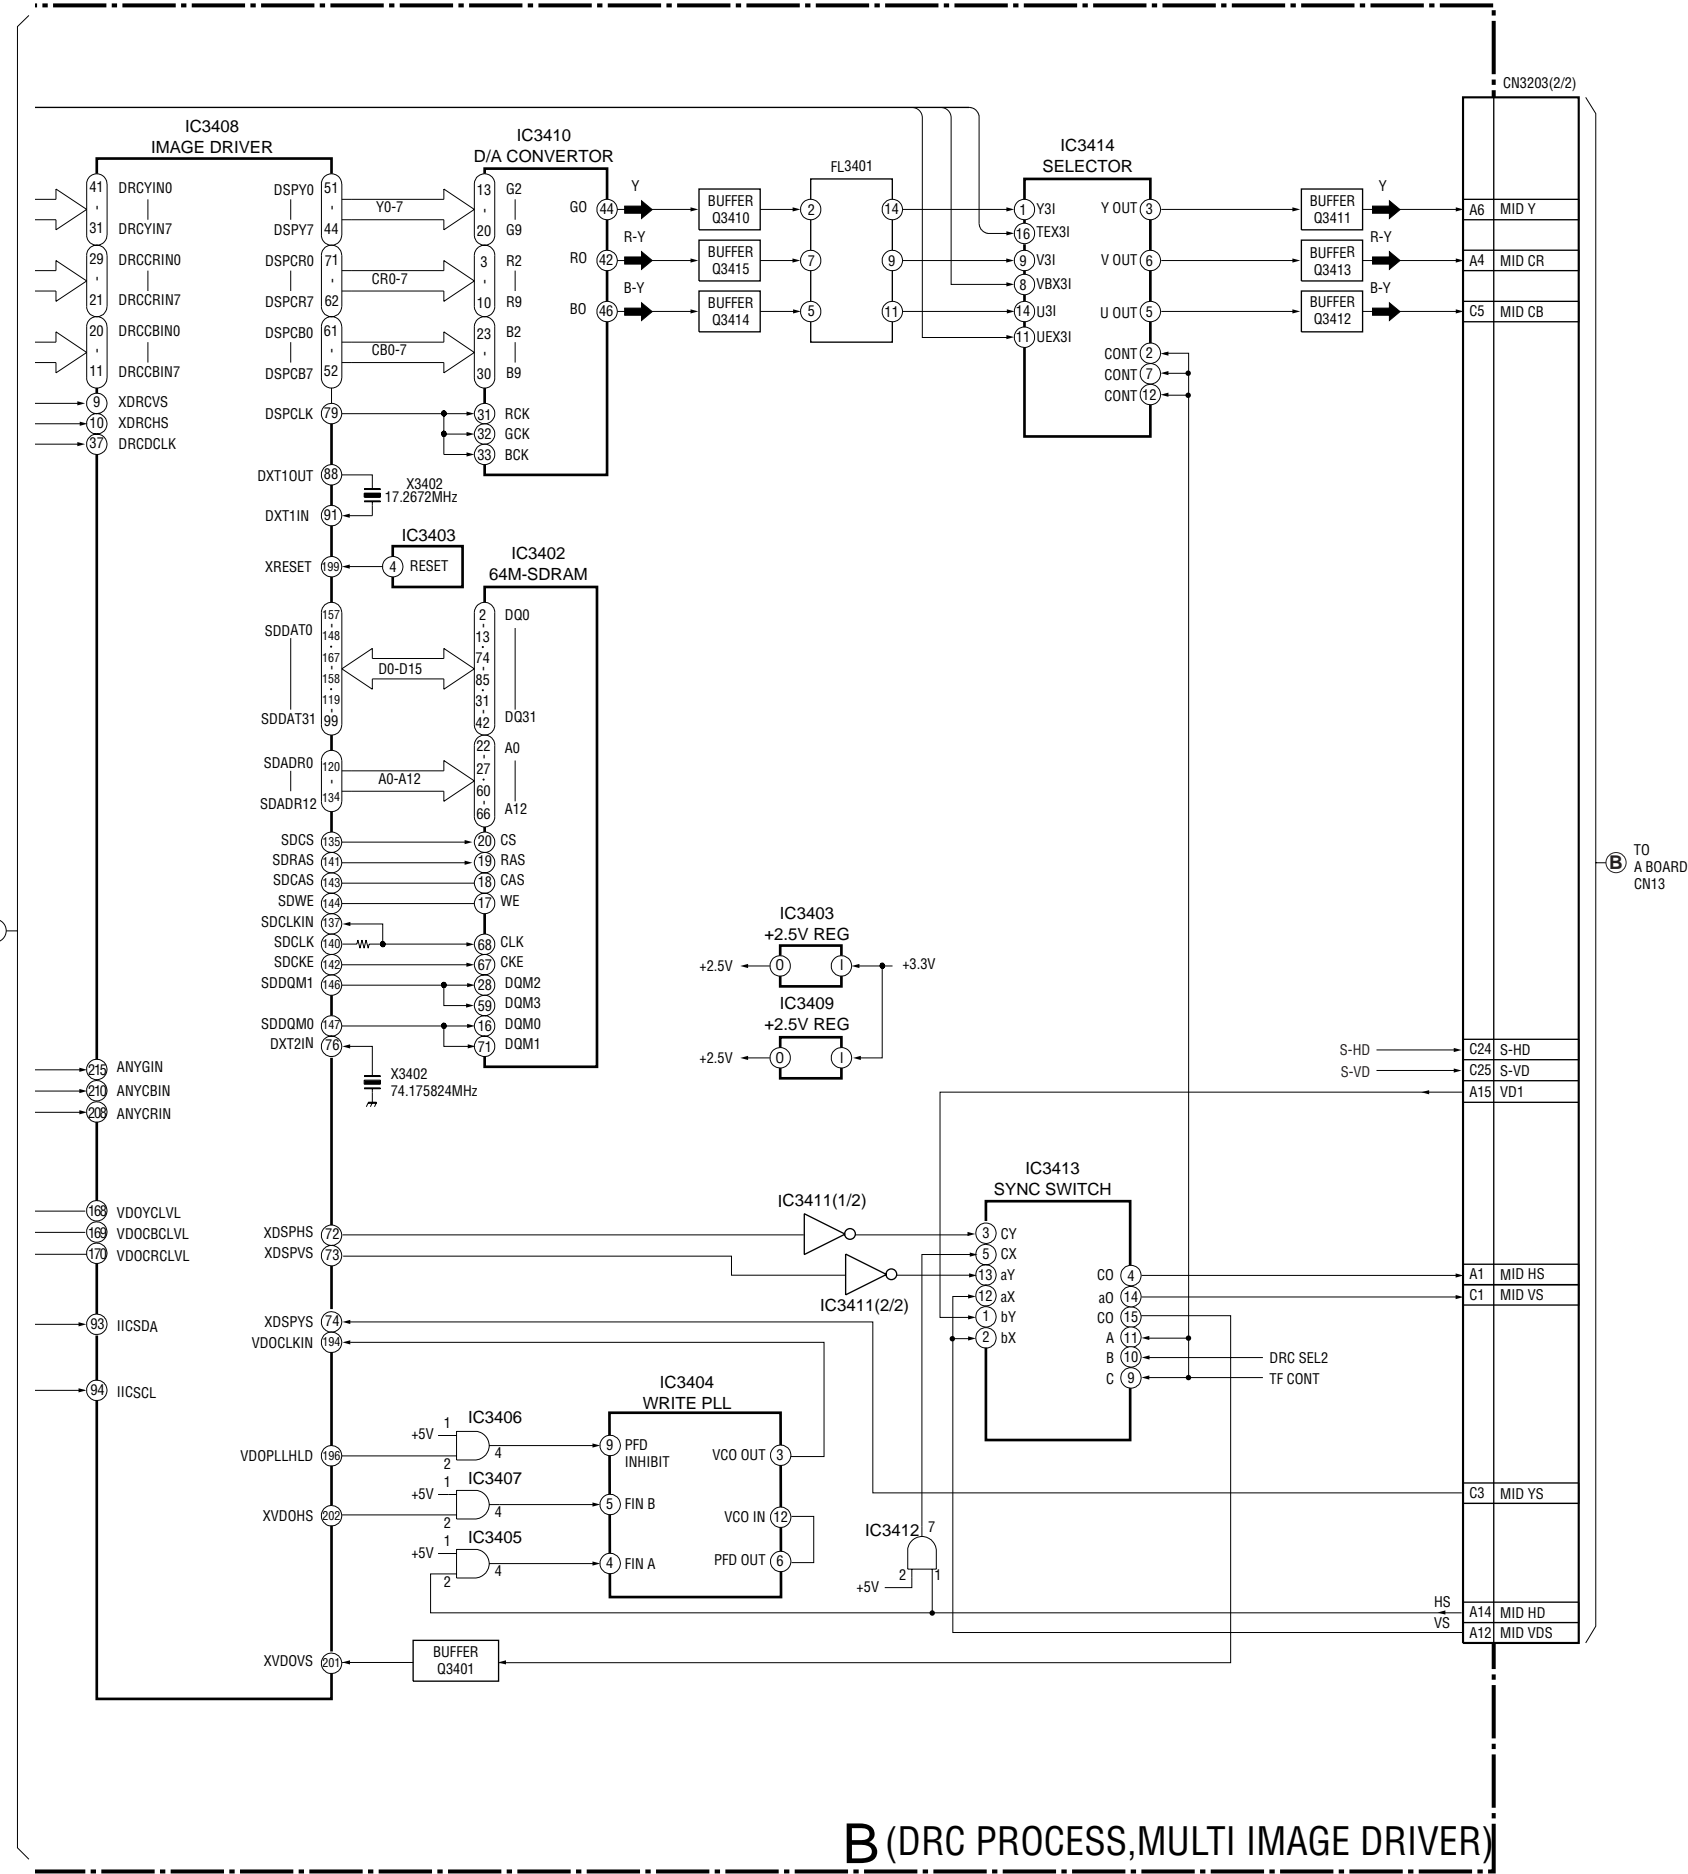 CN3203(2/2)
IC3408
IMAGE DRIVER
41 DRCYIN0
31 DRCYIN7
29 DRCCRIN0
21 DRCCRIN7
20 DRCCBIN0
11 DRCCBIN7
9 XDRCVS
10 XDRCHS
37 DRCDCLK
215 ANYGIN
210 ANYCBIN
208 ANYCRIN
168 VDOYCLVL
169 VDOCBCLVL
170 VDOCRCLVL
93 IICSDA
94 IICSCL
DSPY0 51
DSPY7 44
Y0-7
DSPCR0 71
DSPCR7 62
CR0-7
DSPCB0 61
DSPCB7 52
CB0-7
DSPCLK 79
DXT1OUT 88
DXT1IN 91
X3402
17.2672MHz
XRESET 199
IC3403
4 RESET
SDDAT0
SDDAT31
157
148
167
158
119
99
D0-D15
SDADR0 120
SDADR12 134
A0-A12
SDCS 135
SDRAS 141
SDCAS 143
SDWE 144
SDCLKIN 137
SDCLK 140
SDCKE 142
SDDQM1 146
SDDQM0 147
DXT2IN 76
X3402
74.175824MHz
XDSPHS 72
XDSPVS 73
XDSPYS 74
VDOCLKIN 194
VDOPLLHLD 196
XVDOHS 202
XVDOVS 201
IC3410
D/A CONVERTOR
13 G2
20 G9
3 R2
10 R9
23 B2
30 B9
31 RCK
32 GCK
33 BCK
GO 44
RO 42
BO 46
Y
R-Y
B-Y
BUFFER
Q3410
BUFFER
Q3415
BUFFER
Q3414
FL3401
2 14
7 9
5 11
IC3414
SELECTOR
1 Y3I
16 TEX3I
9 V3I
8 VBX3I
14 U3I
11 UEX3I
Y OUT 3
V OUT 6
U OUT 5
CONT 2
CONT 7
CONT 12
BUFFER
Q3411
BUFFER
Q3413
BUFFER
Q3412
Y
R-Y
B-Y
A6 MID Y
A4 MID CR
C5 MID CB
IC3402
64M-SDRAM
2 DQ0
13
74
85
31
42 DQ31
22 A0
27
60
66 A12
20 CS
19 RAS
18 CAS
17 WE
68 CLK
67 CKE
28 DQM2
59 DQM3
16 DQM0
71 DQM1
IC3403
+2.5V REG
+2.5V O I +3.3V
IC3409
+2.5V REG
+2.5V O I
B TO
A BOARD
CN13
S-HD C24 S-HD
S-VD C25 S-VD
A15 VD1
IC3411(1/2)
IC3411(2/2)
IC3413
SYNC SWITCH
3 CY
5 CX
13 aY
12 aX
1 bY
2 bX
CO 4
aO 14
CO 15
A 11
B 10
C 9
DRC SEL2
TF CONT
A1 MID HS
C1 MID VS
IC3404
WRITE PLL
9 PFD
INHIBIT
5 FIN B
4 FIN A
VCO OUT 3
VCO IN 12
PFD OUT 6
IC3406
+5V 1
2
4
IC3407
+5V 1
2
4
IC3405
+5V 1
2
4
IC3412 7
2 1
+5V
C3 MID YS
HS A14 MID HD
VS A12 MID VDS
BUFFER
Q3401
B (DRC PROCESS,MULTI IMAGE DRIVER)